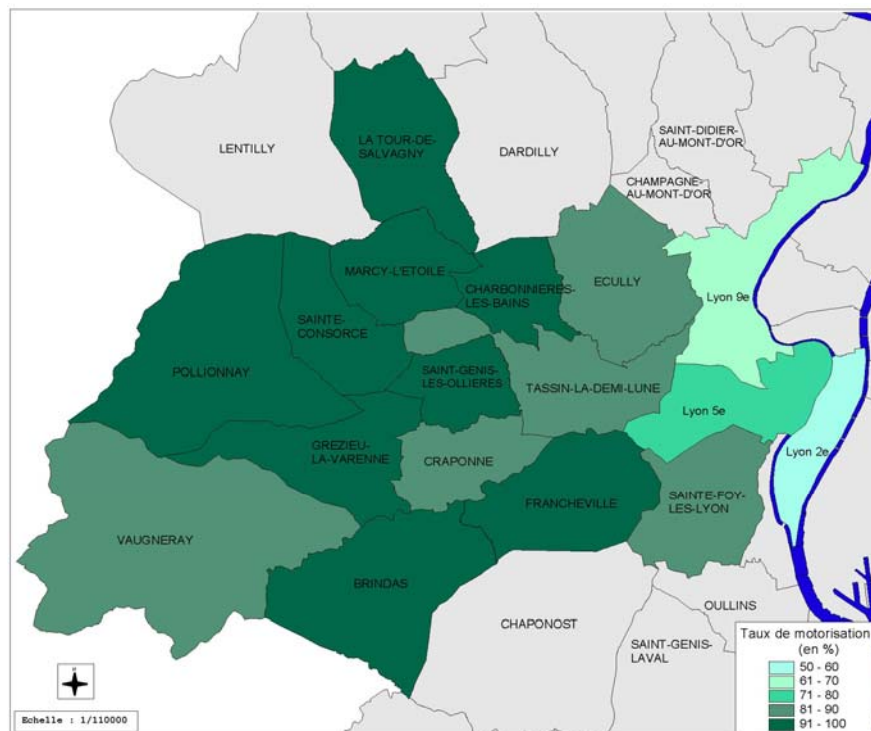 LENTILLY
LA TOUR-DE-
SALVAGNY
DARDILLY
SAINT-DIDIER-
AU-MONT-D'OR
CHAMPAGNE-
AU-MONT-D'OR
MARCY-L'ETOILE
CHARBONNIERES-
LES-BAINS
ECULLY
Lyon 9e
SAINTE-
CONSORCE
POLLIONNAY
SAINT-GENIS-
LES-OLLIERES
TASSIN-LA-DEMI-LUNE
Lyon 5e
Lyon 2e
GREZIEU-
LA-VARENNE
CRAPONNE
FRANCHEVILLE
SAINTE-FOY-
LES-LYON
VAUGNERAY
BRINDAS
CHAPONOST
OULLINS
SAINT-GENIS-
LAVAL
Taux de motorisation
(en %)
50 - 60
61 - 70
71 - 80
81 - 90
91 - 100
N
Echelle : 1/110000